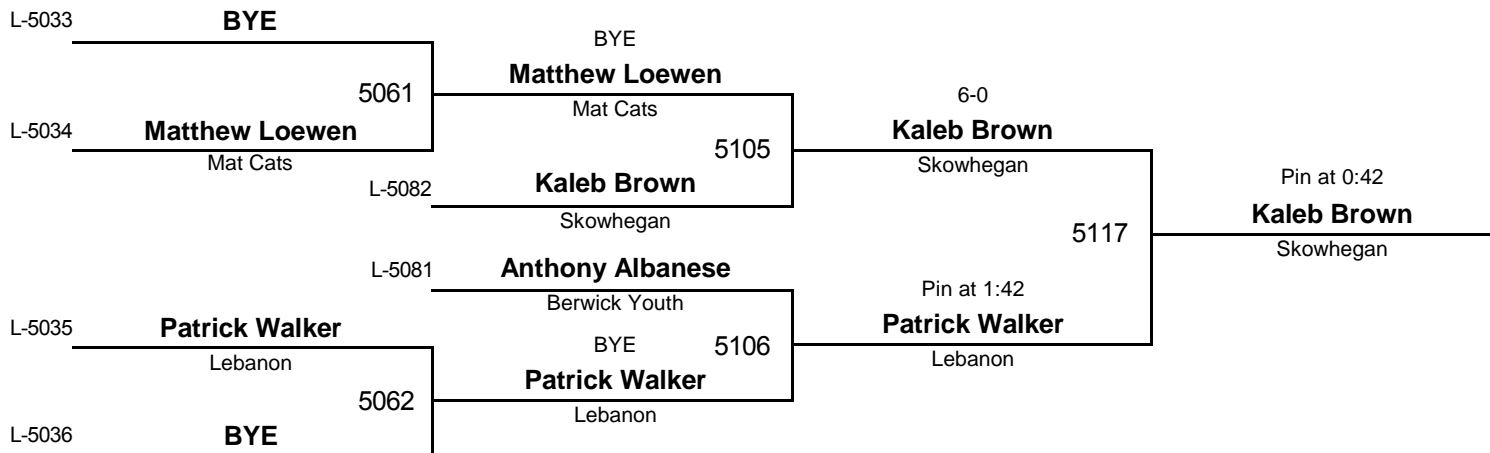 L-5033 BYE
BYE
Matthew Loewen
5061
6-0
Mat Cats
L-5034 Matthew Loewen
Kaleb Brown
5105
Mat Cats
Skowhegan
L-5082 Kaleb Brown
Pin at 0:42
Kaleb Brown
Skowhegan
5117
Skowhegan
L-5081 Anthony Albanese
Berwick Youth
Pin at 1:42
L-5035 Patrick Walker
Patrick Walker
BYE
5106
Lebanon
Lebanon
Patrick Walker
5062
Lebanon
L-5036 BYE